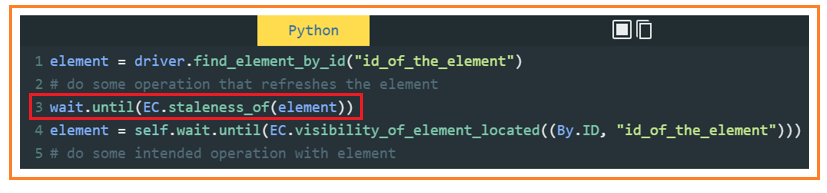 Python
1 element = driver.find_element_by_id("id_of_the_element")
2 # do some operation that refreshes the element
3 wait.until(EC.staleness_of(element))
4 element = self.wait.until(EC.visibility_of_element_located((By.ID, "id_of_the_element")))
5 # do some intended operation with element